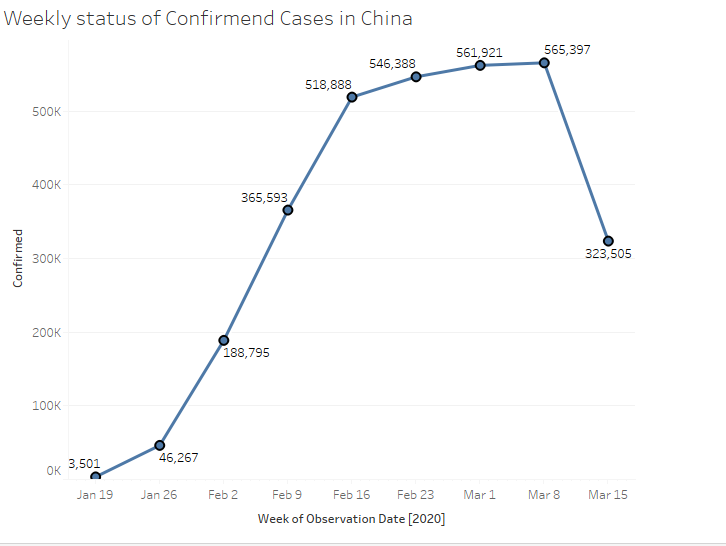 Weekly status of Confirmend Cases in China
561,921
565,397
546,388
518,888
500K
400K
365,593
Confirmed
300K
323,505
200K
188,795
100K
0K
3,501
46,267
Jan 19
Jan 26
Feb 2
Feb 9
Feb 16
Feb 23
Mar 1
Mar 8
Mar 15
Week of Observation Date [2020]